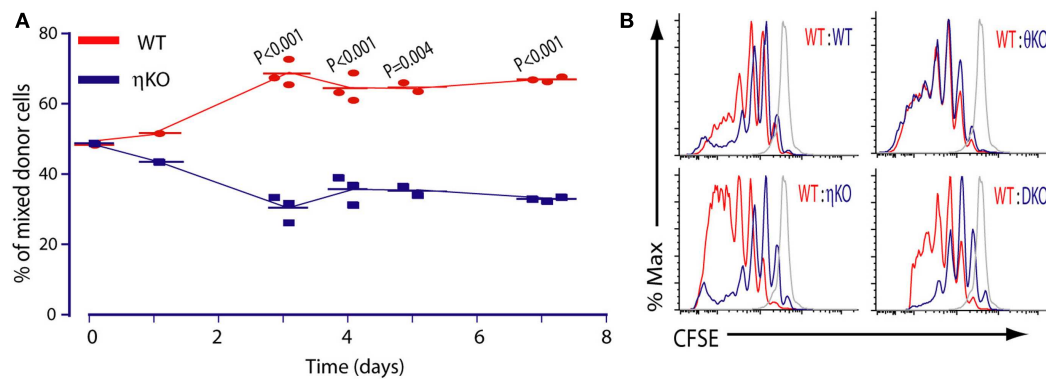 A
B
80
60
40
20
0
% of mixed donor cells
WT
ηKO
P<0.001
P<0.001
P=0.004
P<0.001
0 2 4 6 8
Time (days)
WT:WT
WT:θKO
WT:ηKO
WT:DKO
% Max
CFSE